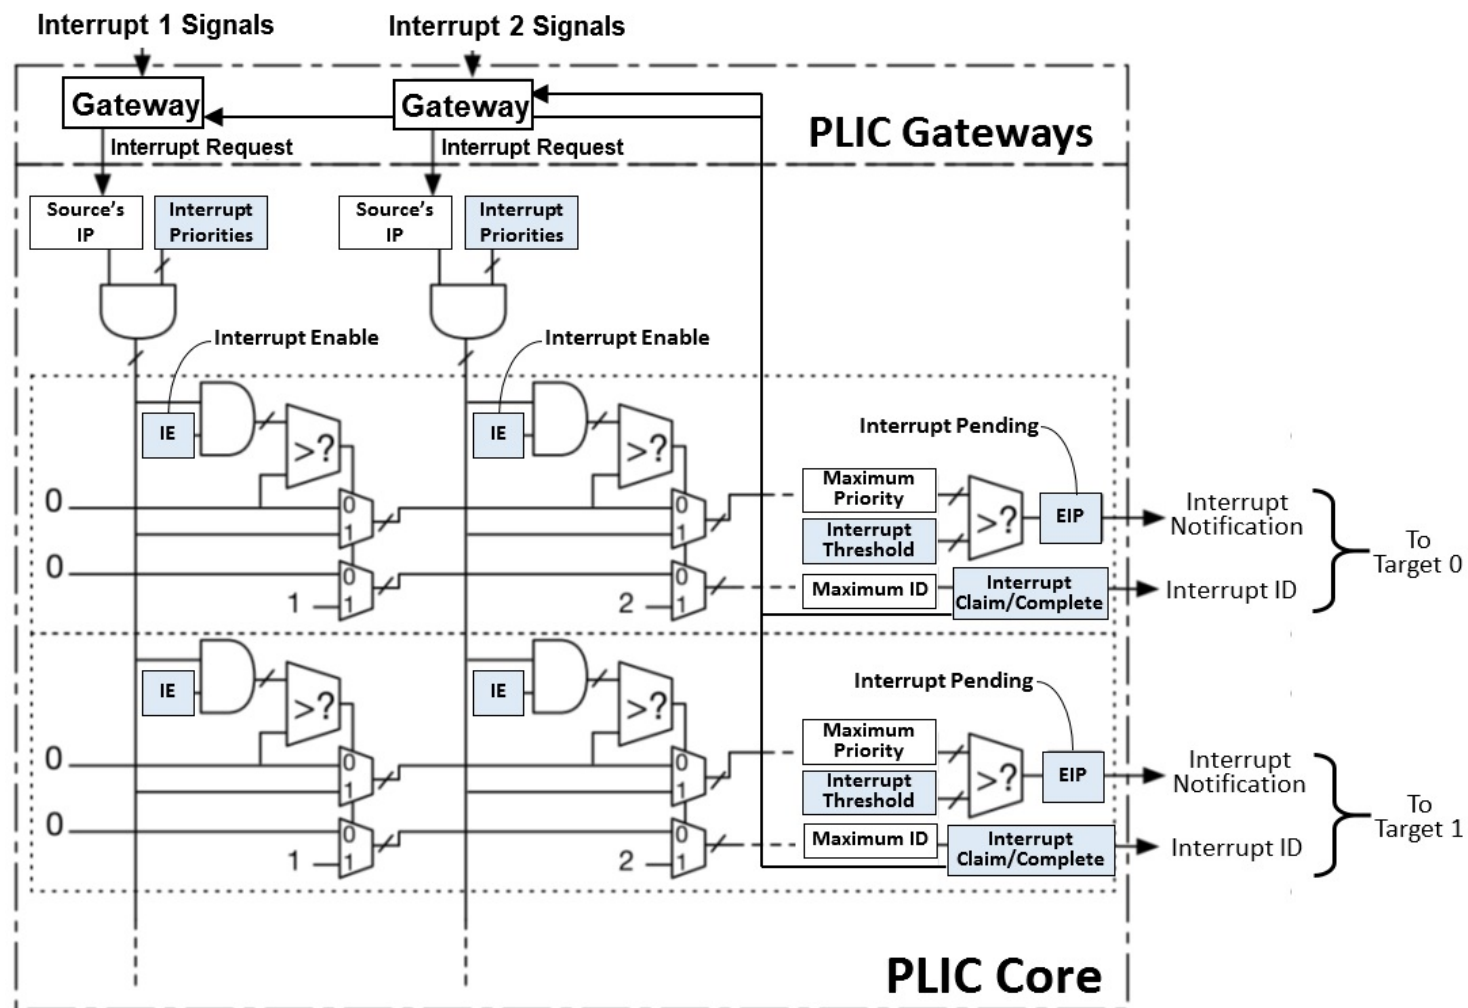 Interrupt 1 Signals
Interrupt 2 Signals
Gateway
Gateway
PLIC Gateways
Interrupt Request
Interrupt Request
Source's
IP
Interrupt
Priorities
Source's
IP
Interrupt
Priorities
Interrupt Enable
Interrupt Enable
IE
>?
IE
>?
Interrupt Pending
0
0
1
0
1
Maximum
Priority
Interrupt
Threshold
>?
EIP
Interrupt
Notification
0
0
1
1
0
1
2
Maximum ID
Interrupt
Claim/Complete
Interrupt ID
To
Target 0
IE
>?
IE
>?
Interrupt Pending
0
0
1
0
1
Maximum
Priority
Interrupt
Threshold
>?
EIP
Interrupt
Notification
0
0
1
1
0
1
2
Maximum ID
Interrupt
Claim/Complete
Interrupt ID
To
Target 1
PLIC Core